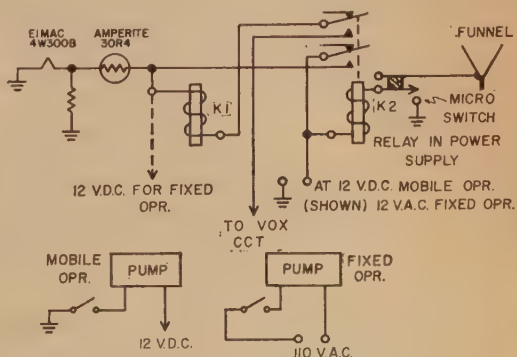 EIMAC
4W300B
AMPERITE
30R4
FUNNEL
K1
K2
MICRO
SWITCH
RELAY IN POWER
SUPPLY
12 V.D.C. FOR FIXED
OPR.
AT 12 V.D.C. MOBILE OPR.
(SHOWN) 12 V.A.C. FIXED OPR.
TO VOX
CCT
MOBILE
OPR.
PUMP
12 V.D.C.
PUMP
FIXED
OPR.
110 V.A.C.